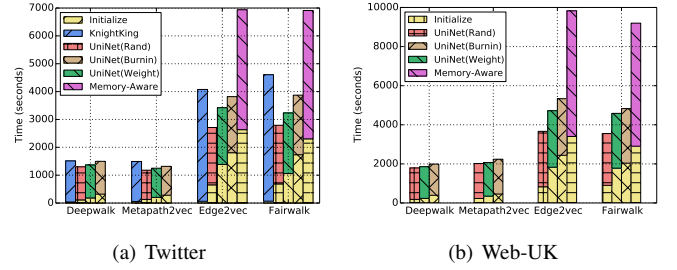 Time (seconds)
7000
6000
5000
4000
3000
2000
1000
0
Initialize
KnightKing
UniNet(Rand)
UniNet(Burnin)
UniNet(Weight)
Memory-Aware
Deepwalk Metapath2vec Edge2vec Fairwalk
(a) Twitter
Time (seconds)
10000
8000
6000
4000
2000
0
Initialize
UniNet(Rand)
UniNet(Burnin)
UniNet(Weight)
Memory-Aware
Deepwalk Metapath2vec Edge2vec Fairwalk
(b) Web-UK